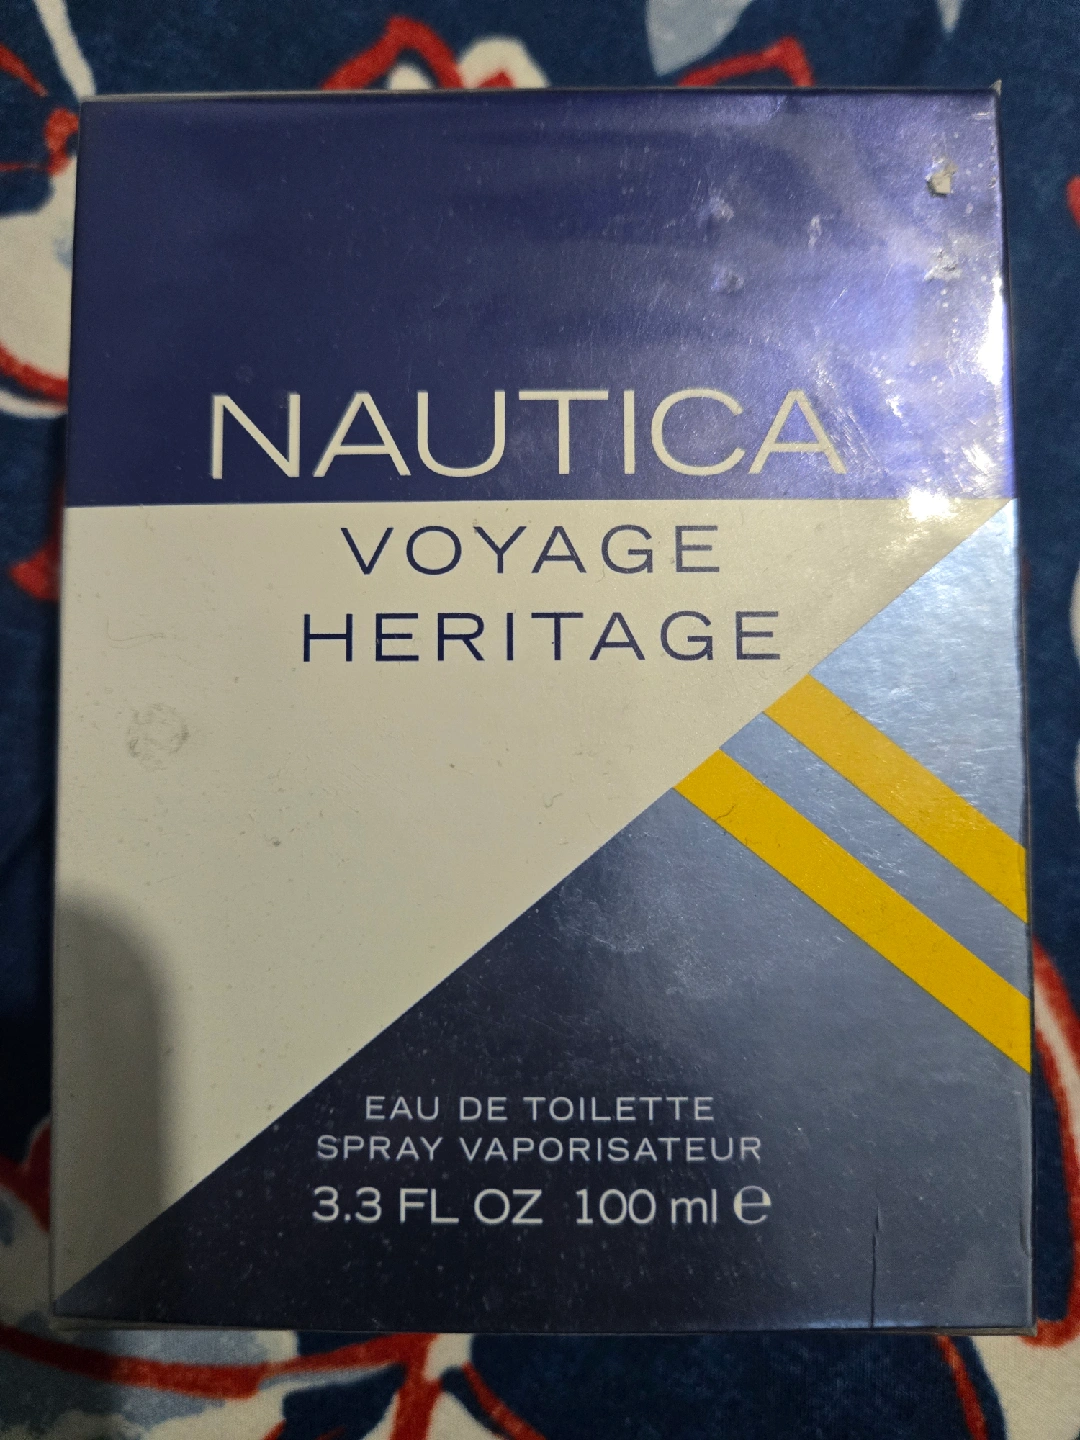 NAUTICA
VOYAGE
HERITAGE
EAU DE TOILETTE
SPRAY VAPORISATEUR
3.3 FL OZ 100 ml ℮